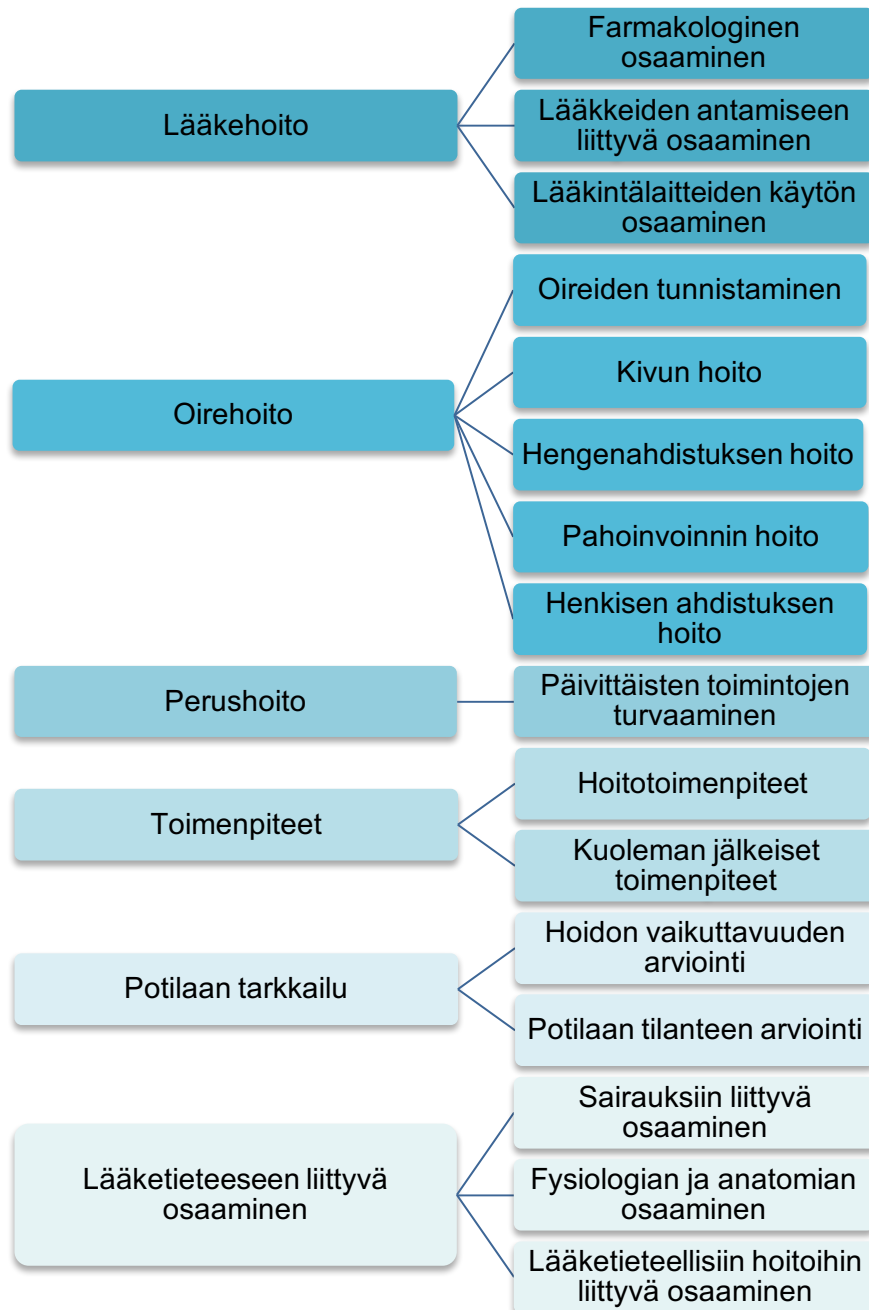 Lääkehoito
Farmakologinen
osaaminen
Lääkkeiden antamiseen
liittyvä osaaminen
Lääkintälaitteiden käytön
osaaminen
Oirehoito
Oireiden tunnistaminen
Kivun hoito
Hengenahdistuksen hoito
Pahoinvoinnin hoito
Henkisen ahdistuksen
hoito
Perushoito
Päivittäisten toimintojen
turvaaminen
Toimenpiteet
Hoitotoimenpiteet
Kuoleman jälkeiset
toimenpiteet
Potilaan tarkkailu
Hoidon vaikuttavuuden
arviointi
Potilaan tilanteen arviointi
Lääketieteeseen liittyvä
osaaminen
Sairauksiin liittyvä
osaaminen
Fysiologian ja anatomian
osaaminen
Lääketieteellisiin hoitoihin
liittyvä osaaminen